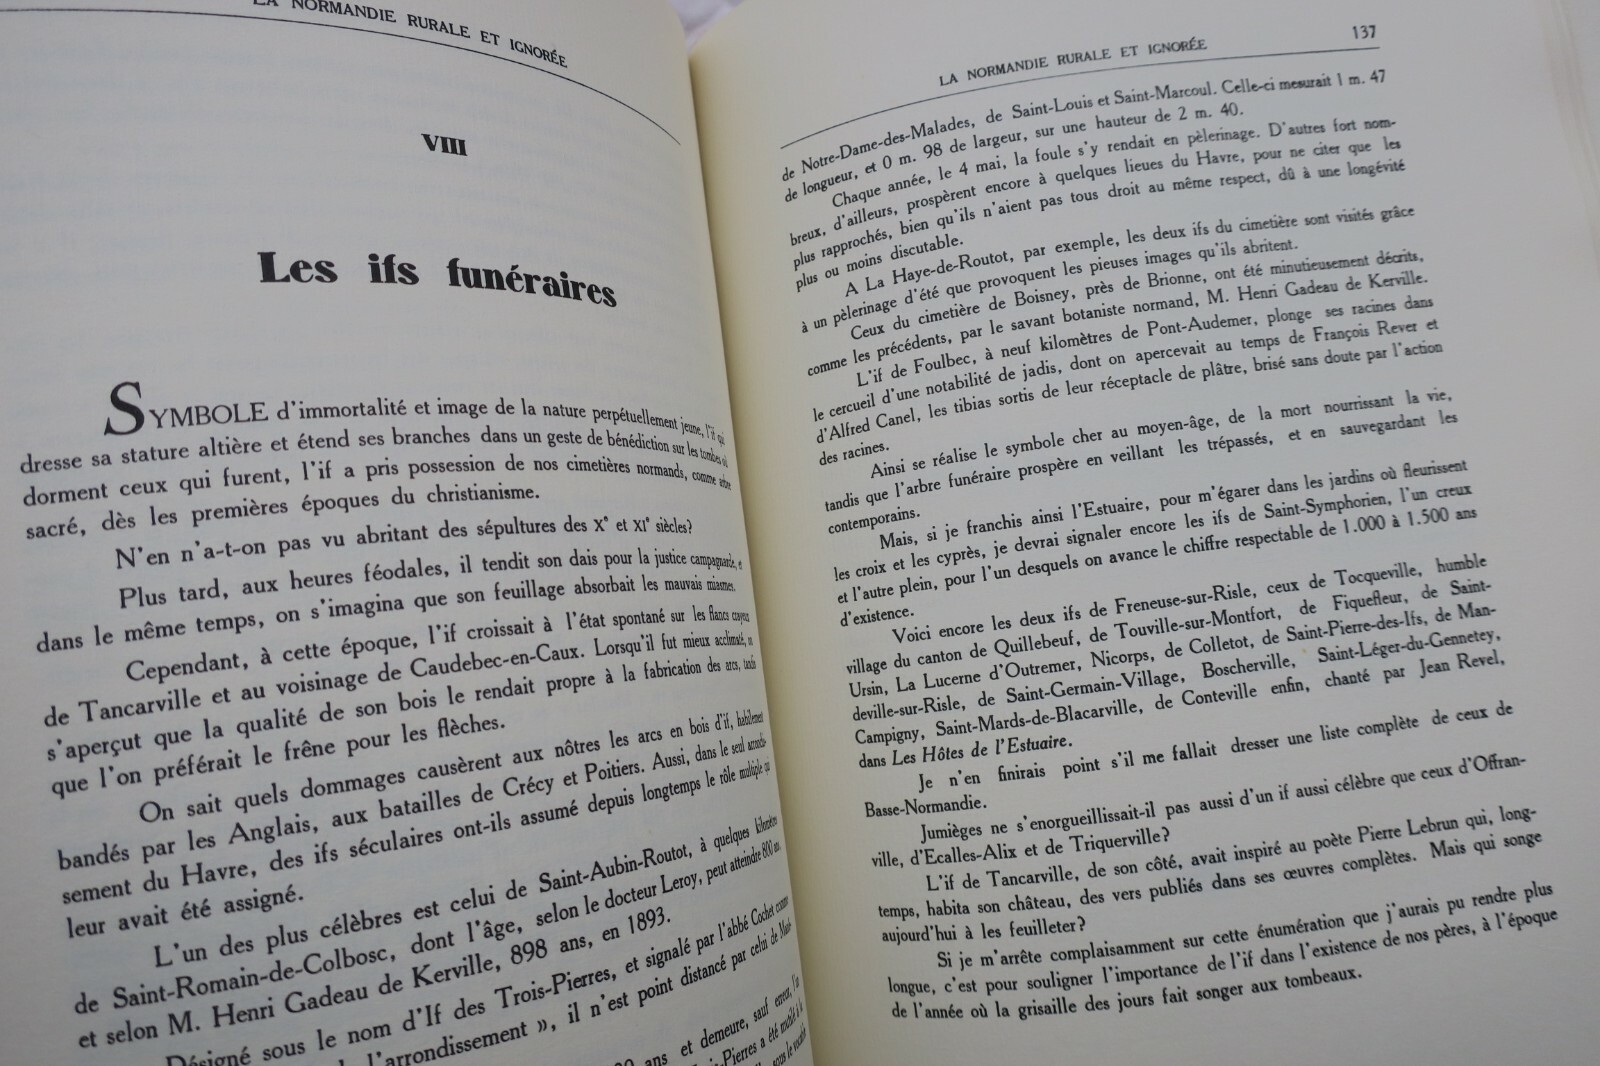 LA NORMANDIE RURALE ET IGNORÉE
VIII
Les ifs funéraires
SYMBOLE d'immortalité et image de la nature perpétuellement jeune, l'if qui
dresse sa stature altière et étend ses branches dans un geste de bénédiction sur les tombes où
dorment ceux qui furent, l'if a pris possession de nos cimetières normands, comme arbre
sacré, dès les premières époques du christianisme.
N'en n'a-t-on pas vu abritant des sépultures des Xe et XIe siècles?
Plus tard, aux heures féodales, il tendit son dais pour la justice campagnarde, et
dans le même temps, on s'imagina que son feuillage absorbait les mauvais miasmes.
Cependant, à cette époque, l'if croissait à l'état spontané sur les flancs crayeux
de Tancarville et au voisinage de Caudebec-en-Caux. Lorsqu'il fut mieux acclimaté, on
s'aperçut que la qualité de son bois le rendait propre à la fabrication des arcs, tandis
que l'on préférait le frêne pour les flèches.
On sait quels dommages causèrent aux nôtres les arcs en bois d'if, habilement
bandés par les Anglais, aux batailles de Crécy et Poitiers. Aussi, dans le seul arrondis-
sement du Havre, des ifs séculaires ont-ils assumé depuis longtemps le rôle multiple qui
leur avait été assigné.
L'un des plus célèbres est celui de Saint-Aubin-Routot, à quelques kilomètres
de Saint-Romain-de-Colbosc, dont l'âge, selon le docteur Leroy, peut atteindre 800 ans
et selon M. Henri Gadeau de Kerville, 898 ans, en 1893.
Désigné sous le nom d'If des Trois-Pierres, et signalé par l'abbé Cochet comme
l'arrondissement », il n'est point distancé par celui de
ans et demeure, sauf erreur, l'un
-Pierres a été mutilé à la
sous le vocable
LA NORMANDIE RURALE ET IGNORÉE 137
de Notre-Dame-des-Malades, de Saint-Louis et Saint-Marcoul. Celle-ci mesurait 1 m. 47
de longueur, et 0 m. 98 de largeur, sur une hauteur de 2 m. 40.
Chaque année, le 4 mai, la foule s'y rendait en pèlerinage. D'autres fort nom-
breux, d'ailleurs, prospèrent encore à quelques lieues du Havre, pour ne citer que les
plus rapprochés, bien qu'ils n'aient pas tous droit au même respect, dû à une longévité
plus ou moins discutable.
A La Haye-de-Routot, par exemple, les deux ifs du cimetière sont visités grâce
à un pèlerinage d'été que provoquent les pieuses images qu'ils abritent.
Ceux du cimetière de Boisney, près de Brionne, ont été minutieusement décrits,
comme les précédents, par le savant botaniste normand, M. Henri Gadeau de Kerville.
L'if de Foulbec, à neuf kilomètres de Pont-Audemer, plonge ses racines dans
le cercueil d'une notabilité de jadis, dont on apercevait au temps de François Rever et
d'Alfred Canel, les tibias sortis de leur réceptacle de plâtre, brisé sans doute par l'action
des racines.
Ainsi se réalise le symbole cher au moyen-âge, de la mort nourrissant la vie,
tandis que l'arbre funéraire prospère en veillant les trépassés, et en sauvegardant les
contemporains.
Mais, si je franchis ainsi l'Estuaire, pour m'égarer dans les jardins où fleurissent
les croix et les cyprès, je devrai signaler encore les ifs de Saint-Symphorien, l'un creux
et l'autre plein, pour l'un desquels on avance le chiffre respectable de 1.000 à 1.500 ans
d'existence.
Voici encore les deux ifs de Freneuse-sur-Risle, ceux de Tocqueville, humble
village du canton de Quillebeuf, de Touville-sur-Montfort, de Fiquefleur, de Saint-
Ursin, La Lucerne d'Outremer, Nicorps, de Colletot, de Saint-Pierre-des-Ifs, de Man-
deville-sur-Risle, de Saint-Germain-Village, Boscherville, Saint-Léger-du-Gennetey,
Campigny, Saint-Mards-de-Blacarville, de Conteville enfin, chanté par Jean Revel,
dans Les Hôtes de l'Estuaire.
Je n'en finirais point s'il me fallait dresser une liste complète de ceux de
Basse-Normandie.
Jumièges ne s'enorgueillissait-il pas aussi d'un if aussi célèbre que ceux d'Offran-
ville, d'Ecalles-Alix et de Triquerville?
L'if de Tancarville, de son côté, avait inspiré au poète Pierre Lebrun qui, long-
temps, habita son château, des vers publiés dans ses œuvres complètes. Mais qui songe
aujourd'hui à les feuilleter?
Si je m'arrête complaisamment sur cette énumération que j'aurais pu rendre plus
longue, c'est pour souligner l'importance de l'if dans l'existence de nos pères, à l'époque
de l'année où la grisaille des jours fait songer aux tombeaux.